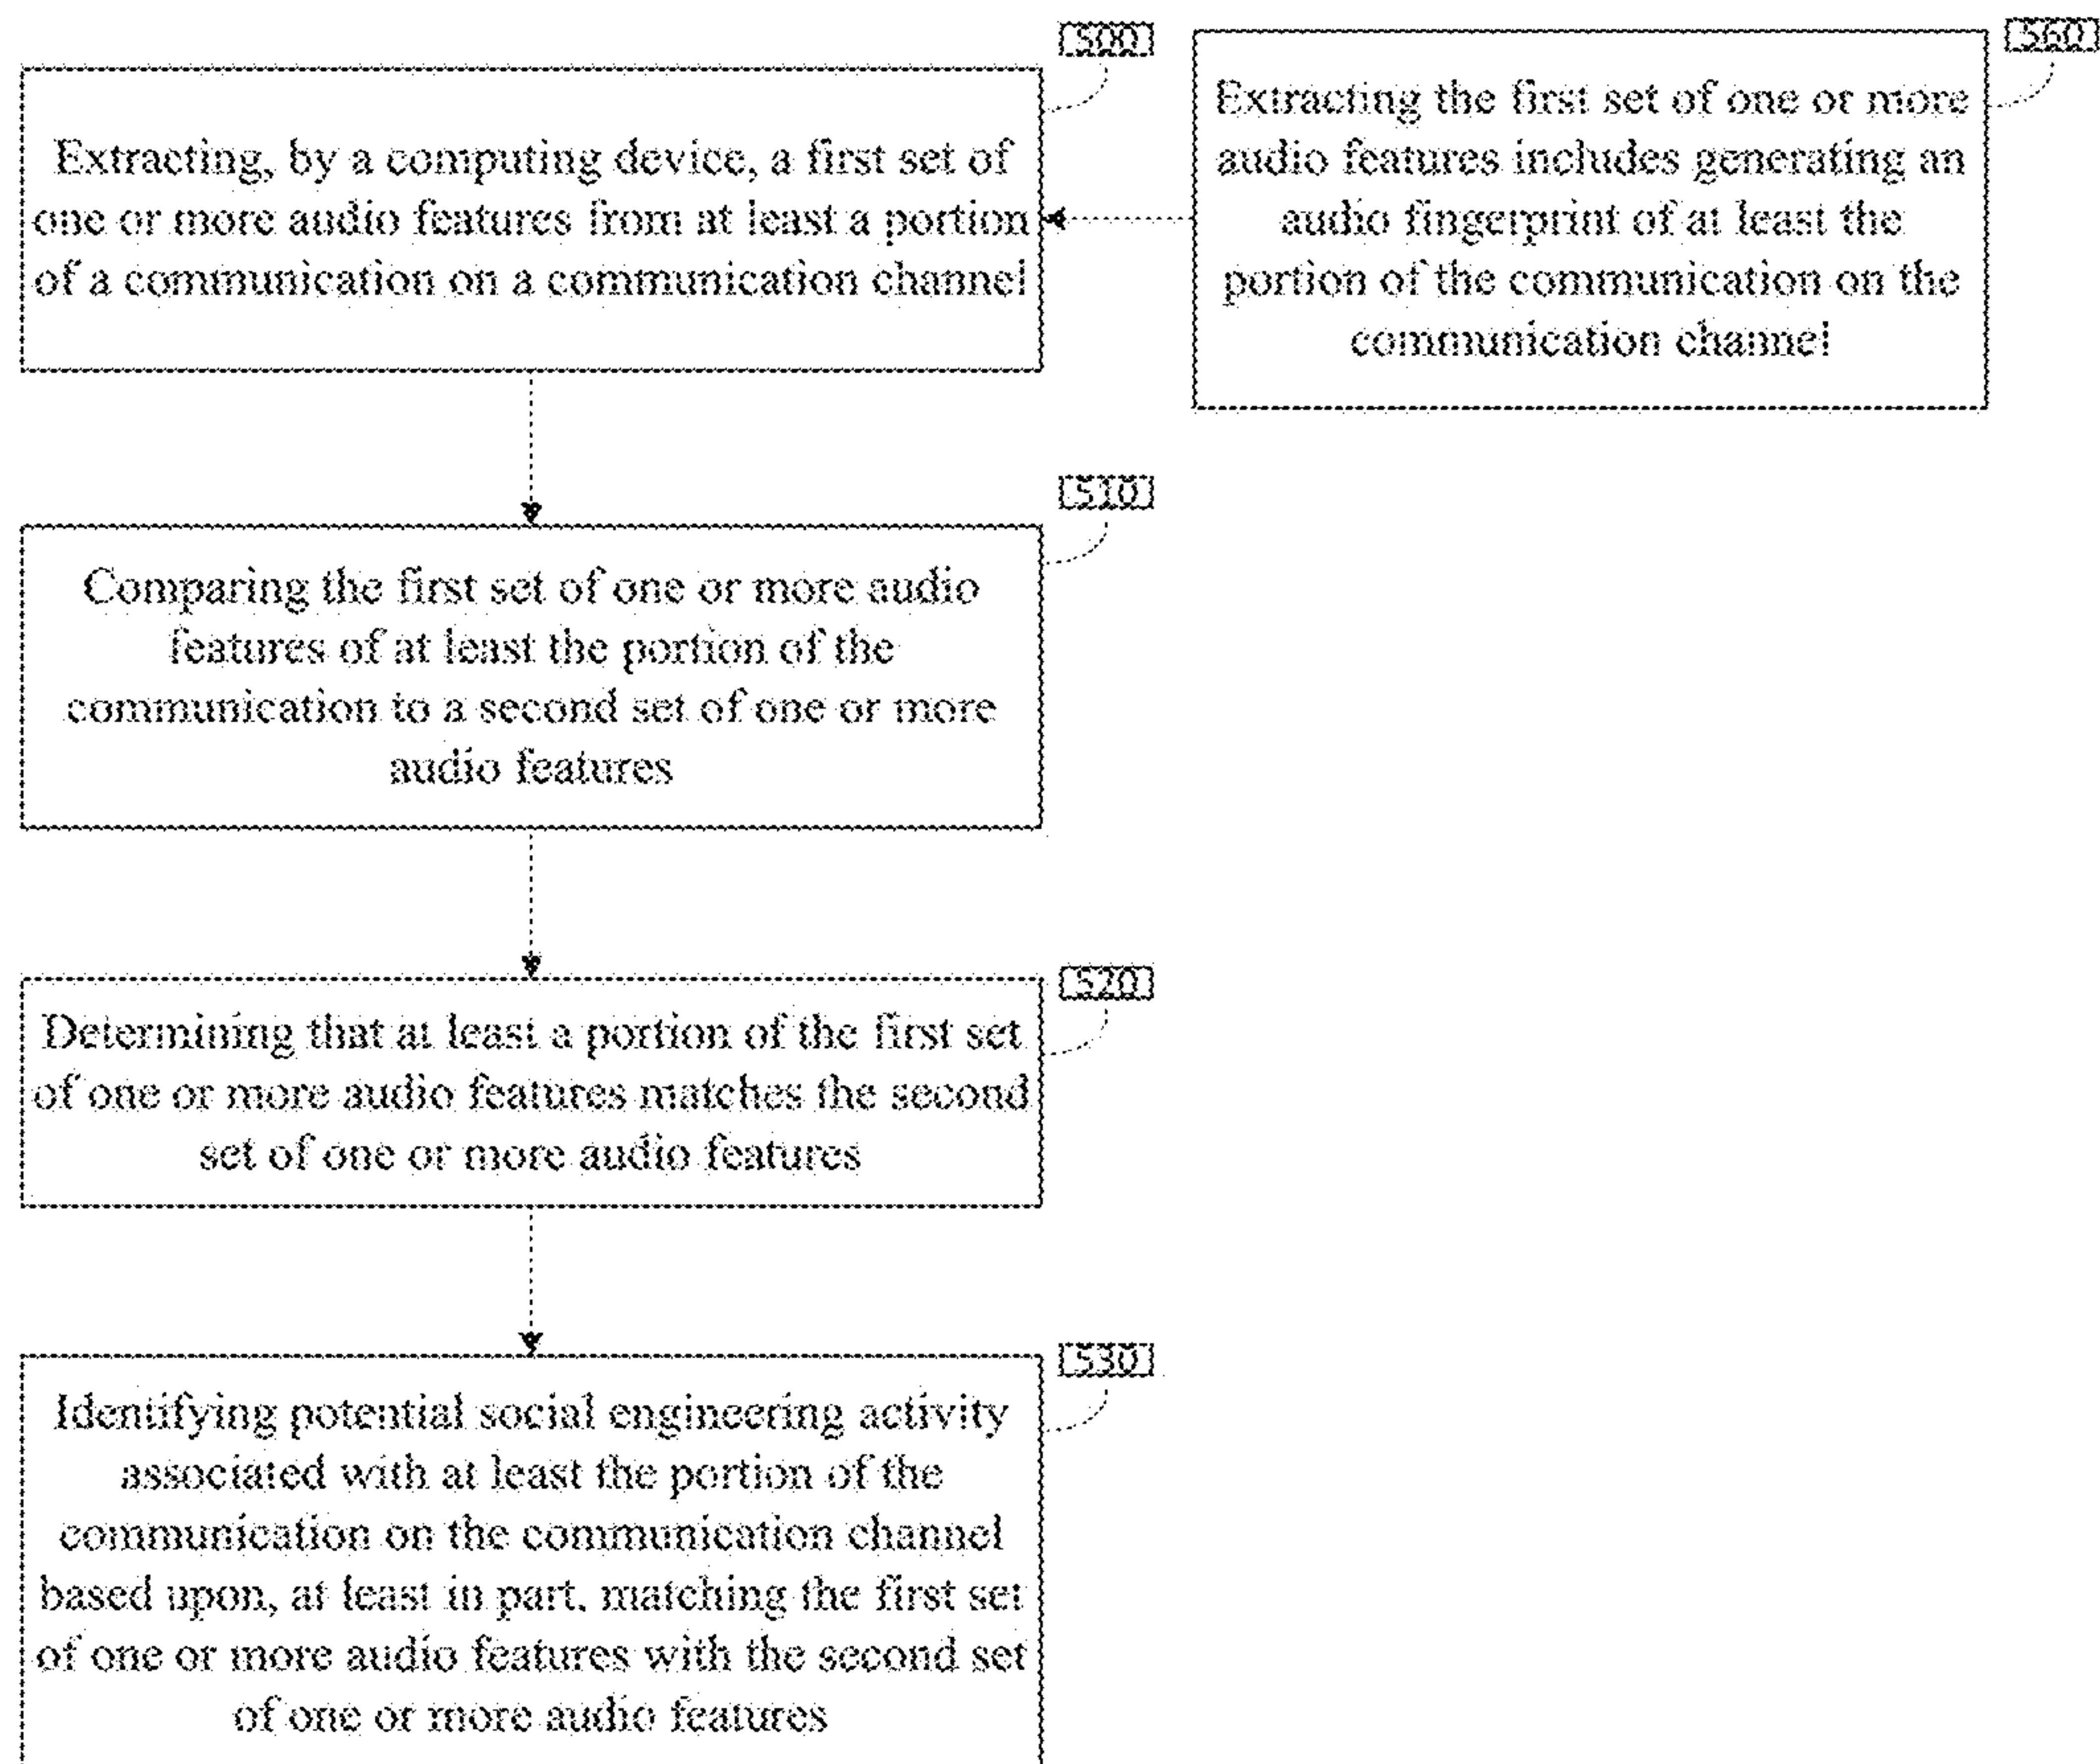 500
Extracting, by a computing device, a first set of
one or more audio features from at least a portion
of a communication on a communication channel
560
Extracting the first set of one or more
audio features includes generating an
audio fingerprint of at least the
portion of the communication on the
communication channel
510
Comparing the first set of one or more audio
features of at least the portion of the
communication to a second set of one or more
audio features
520
Determining that at least a portion of the first set
of one or more audio features matches the second
set of one or more audio features
530
Identifying potential social engineering activity
associated with at least the portion of the
communication on the communication channel
based upon, at least in part, matching the first set
of one or more audio features with the second set
of one or more audio features